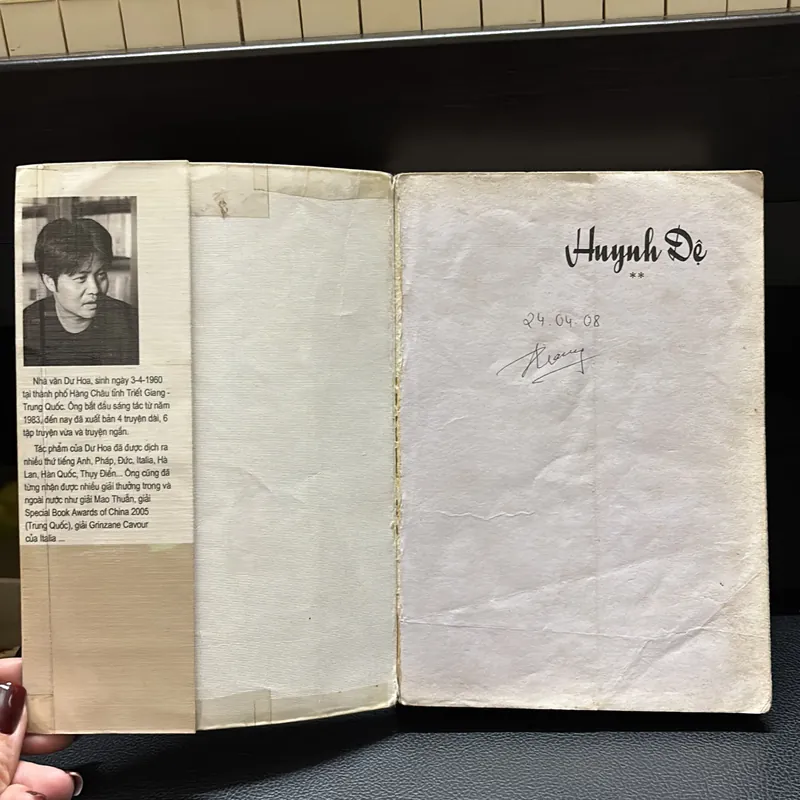 Nhà văn Dư Hoa, sinh ngày 3-4-1960
tại thành phố Hàng Châu tỉnh Triết Giang -
Trung Quốc. Ông bắt đầu sáng tác từ năm
1983, đến nay đã xuất bản 4 truyện dài, 6
tập truyện vừa và truyện ngắn.
Tác phẩm của Dư Hoa đã được dịch ra
nhiều thứ tiếng Anh, Pháp, Đức, Italia, Hà
Lan, Hàn Quốc, Thụy Điển... Ông cũng đã
từng nhận được nhiều giải thưởng trong và
ngoài nước như giải Mao Thuẫn, giải
Special Book Awards of China 2005
(Trung Quốc), giải Grinzane Cavour
của Italia ...
Huynh Đệ
**
24.04.08